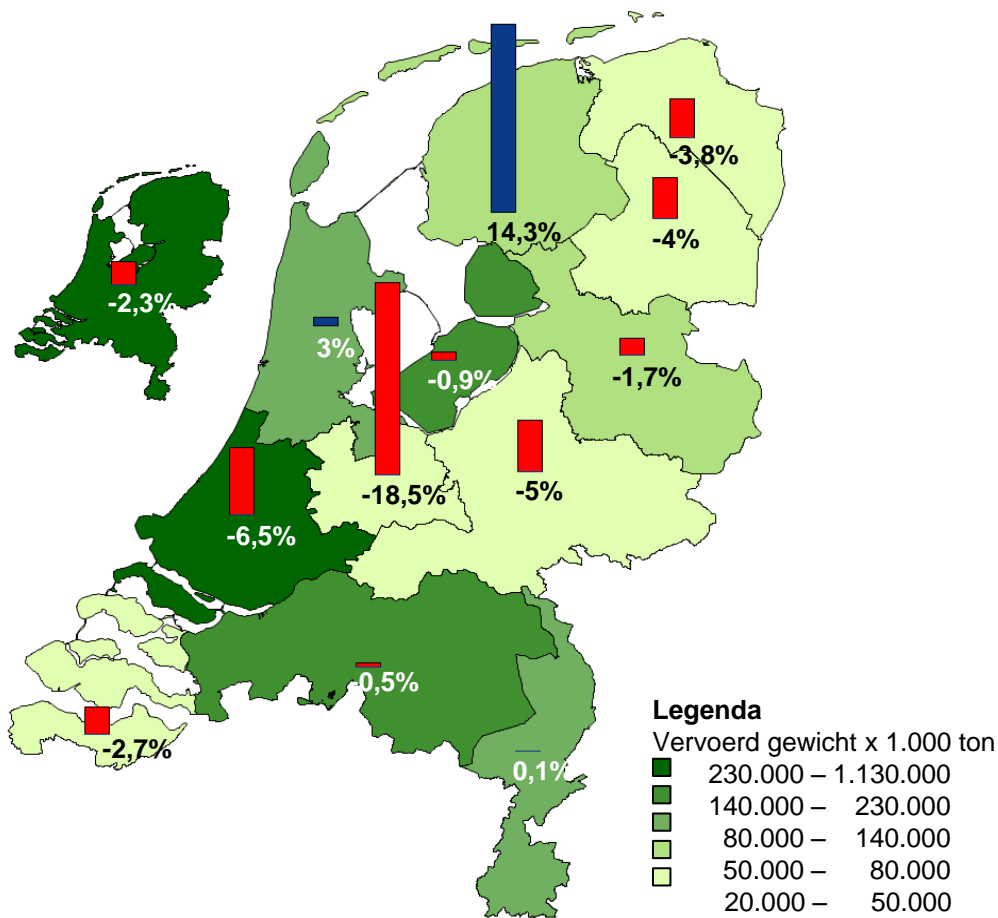 -3,8%
-4%
14,3%
-2,3%
3%
-0,9%
-1,7%
-18,5%
-5%
-6,5%
-0,5%
-2,7%
0,1%
Legenda
Vervoerd gewicht x 1.000 ton
230.000 – 1.130.000
140.000 – 230.000
80.000 – 140.000
50.000 – 80.000
20.000 – 50.000